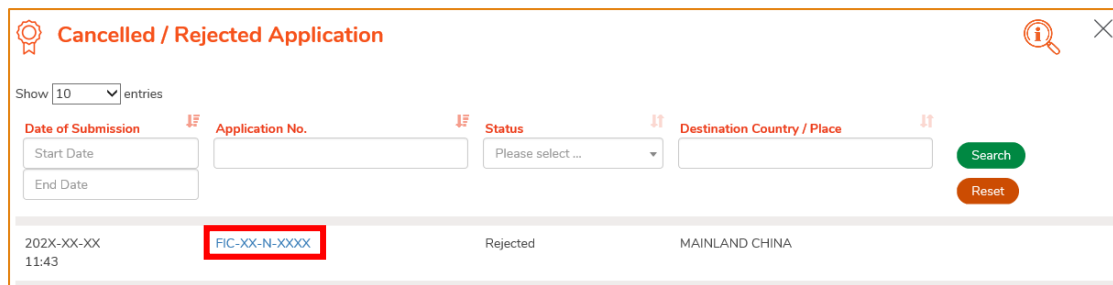 Cancelled / Rejected Application
Show 10 entries
Date of Submission Application No. Status Destination Country / Place
Start Date Please select ... Search
End Date Reset
202X-XX-XX FIC-XX-N-XXXX Rejected MAINLAND CHINA
11:43